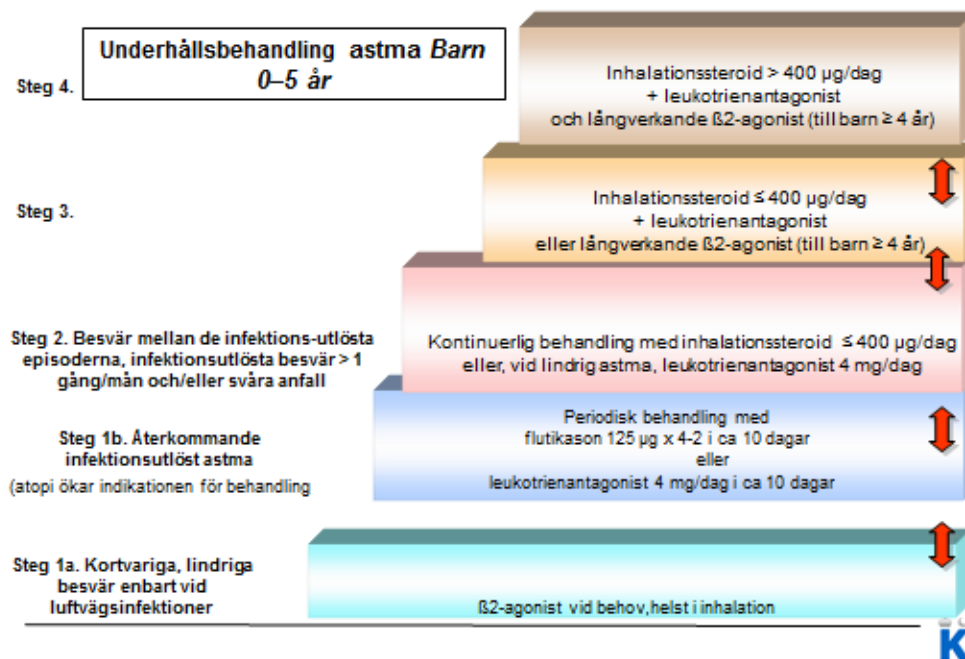 Underhållsbehandling astma Barn
0–5 år
Steg 4.
Inhalationssteroid > 400 µg/dag
+ leukotrienantagonist
och långverkande ß2-agonist (till barn ≥ 4 år)
Steg 3.
Inhalationssteroid ≤ 400 µg/dag
+ leukotrienantagonist
eller långverkande ß2-agonist (till barn ≥ 4 år)
Steg 2. Besvär mellan de infektions-utlösta
episoderna, infektionsutlösta besvär > 1
gång/mån och/eller svåra anfall
Kontinuerlig behandling med inhalationssteroid ≤ 400 µg/dag
eller, vid lindrig astma, leukotrienantagonist 4 mg/dag
Steg 1b. Återkommande
infektionsutlöst astma
(atopi ökar indikationen för behandling
Periodisk behandling med
flutikason 125 µg x 4-2 i ca 10 dagar
eller
leukotrienantagonist 4 mg/dag i ca 10 dagar
Steg 1a. Kortvariga, lindriga
besvär enbart vid
luftvägsinfektioner
ß2-agonist vid behov, helst i inhalation
K